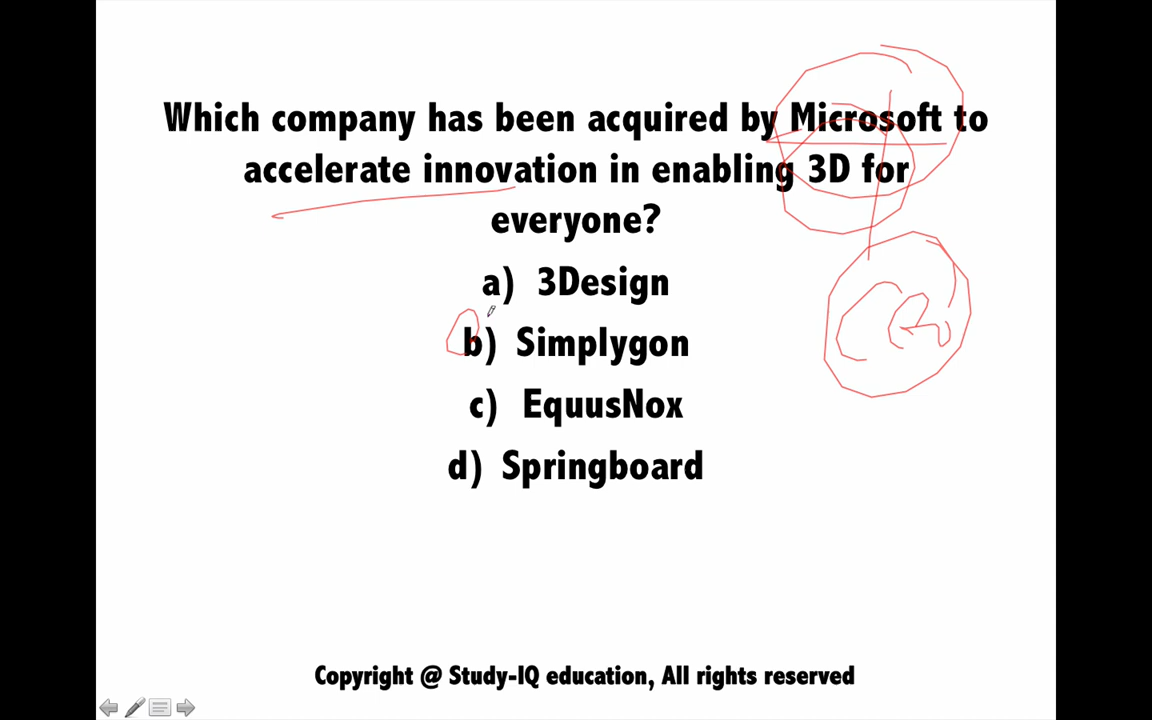 Which company has been acquired by Microsoft to
accelerate innovation in enabling 3D for
everyone?
a) 3Design
b) Simplygon
c) EquusNox
d) Springboard
Copyright @ Study-IQ education, All rights reserved